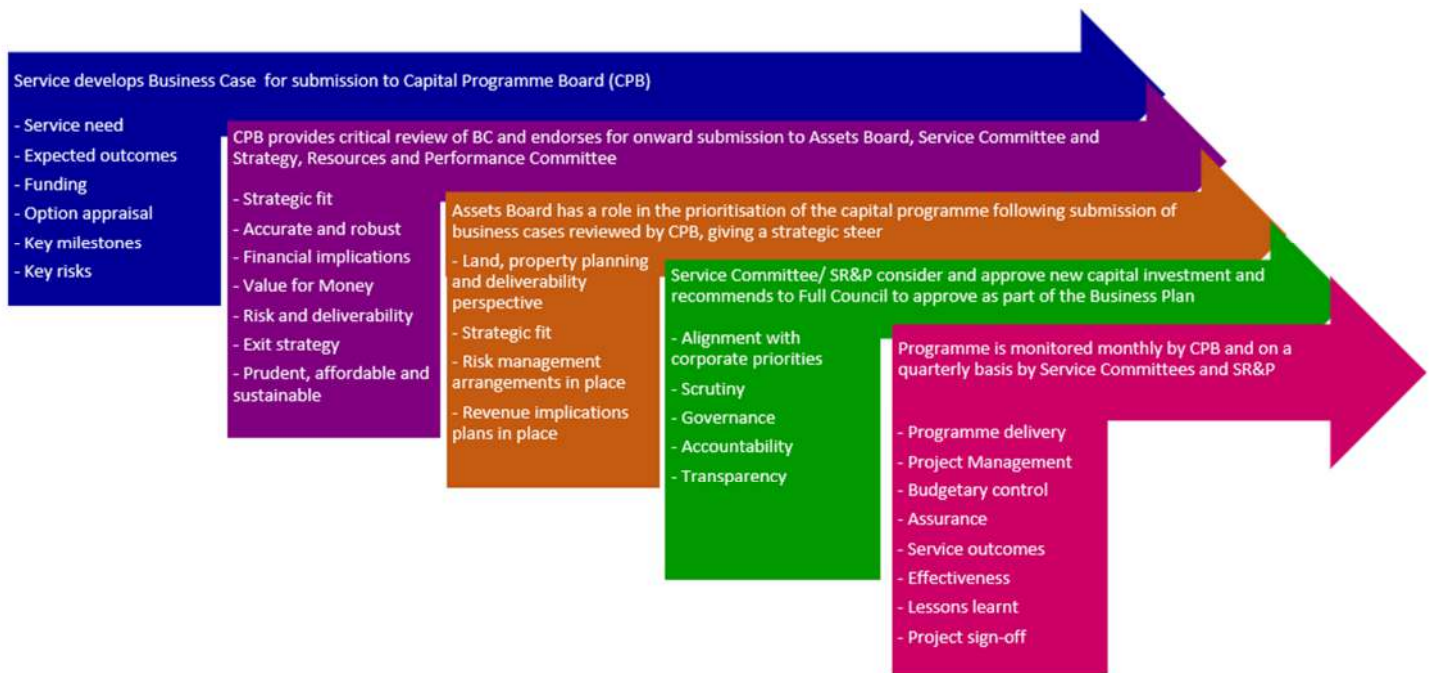 Service develops Business Case for submission to Capital Programme Board (CPB)
- Service need
- Expected outcomes
- Funding
- Option appraisal
- Key milestones
- Key risks
CPB provides critical review of BC and endorses for onward submission to Assets Board, Service Committee and
Strategy, Resources and Performance Committee
- Strategic fit
- Accurate and robust
- Financial implications
- Value for Money
- Risk and deliverability
- Exit strategy
- Prudent, affordable and
sustainable
Assets Board has a role in the prioritisation of the capital programme following submission of
business cases reviewed by CPB, giving a strategic steer
- Land, property planning
and deliverability
perspective
- Strategic fit
- Risk management
arrangements in place
- Revenue implications
plans in place
Service Committee/ SR&P consider and approve new capital investment and
recommends to Full Council to approve as part of the Business Plan
- Alignment with
corporate priorities
- Scrutiny
- Governance
- Accountability
- Transparency
Programme is monitored monthly by CPB and on a
quarterly basis by Service Committees and SR&P
- Programme delivery
- Project Management
- Budgetary control
- Assurance
- Service outcomes
- Effectiveness
- Lessons learnt
- Project sign-off